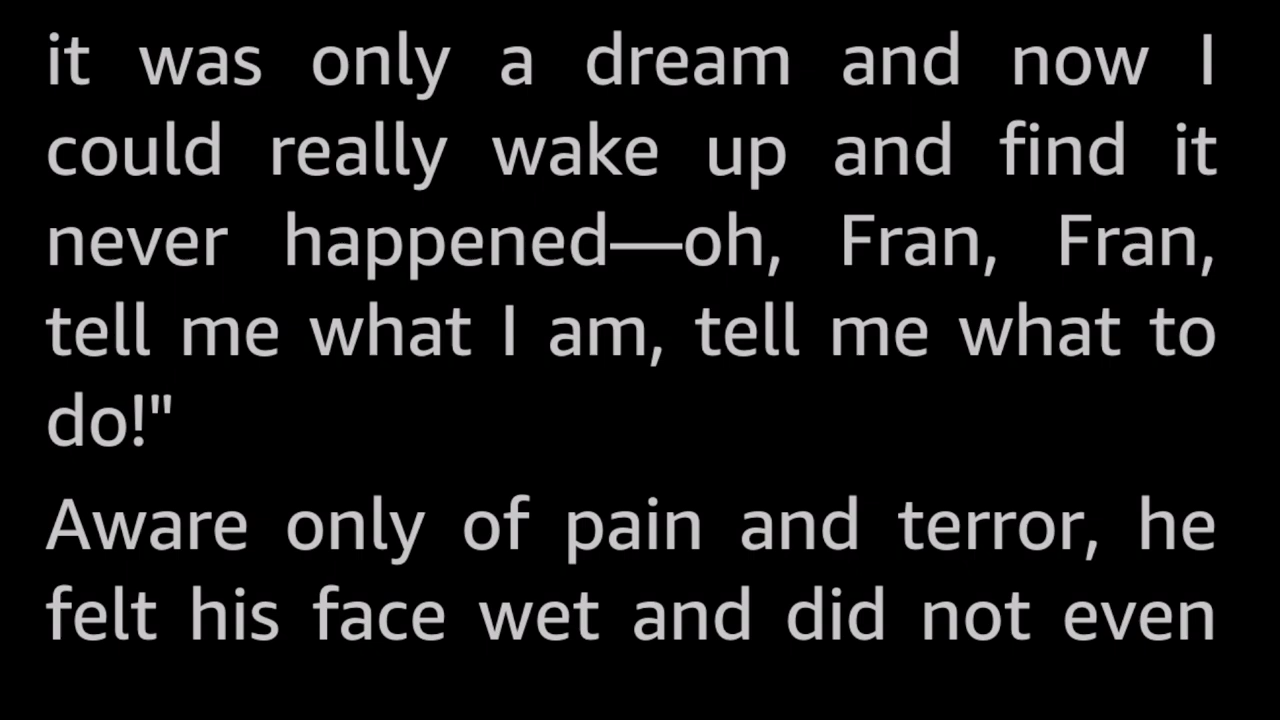 it was only a dream and now I
could really wake up and find it
never happened—oh, Fran, Fran,
tell me what I am, tell me what to
do!"
Aware only of pain and terror, he
felt his face wet and did not even